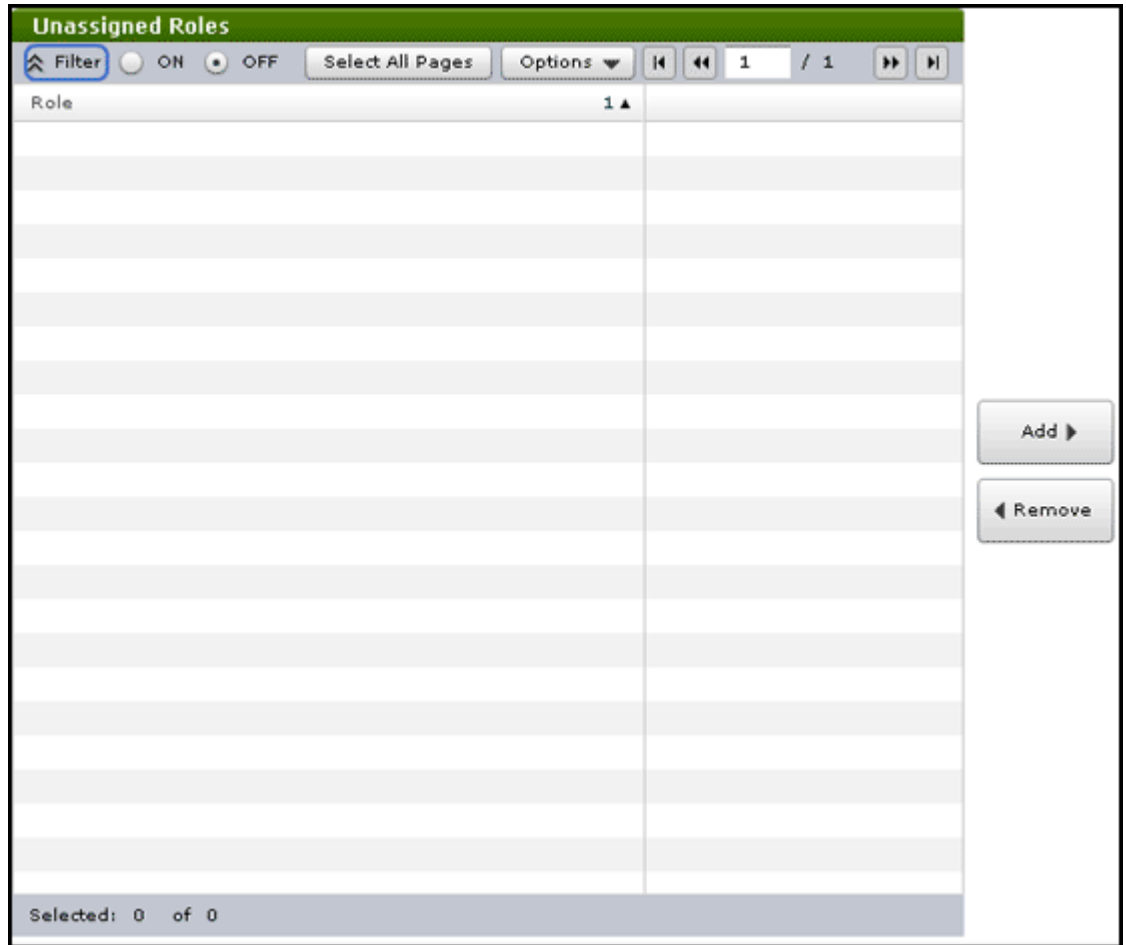 Unassigned Roles
Filter ON OFF Select All Pages Options 1 / 1
Role 1
Add
Remove
Selected: 0 of 0